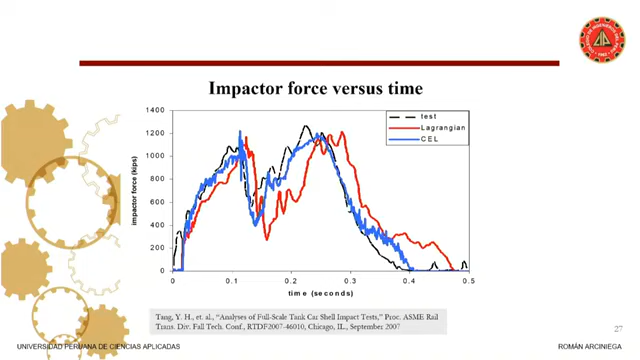 Impactor force versus time
1400
1200
1000
800
600
400
200
0
impactor force (kips)
test
Lagrangian
CEL
0
0.1
0.2
0.3
0.4
0.5
time (seconds)
Tang, Y. H., et. al., “Analyses of Full-Scale Tank Car Shell Impact Tests,” Proc. ASME Rail
Trans. Div. Fall Tech. Conf., RTDF2007-46010, Chicago, IL., September 2007
27
UNIVERSIDAD PERUANA DE CIENCIAS APLICADAS
ROMÁN ARCINIEGA